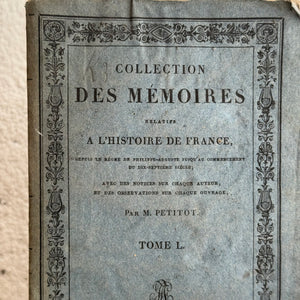 COLLECTION
DES MÉMOIRES
RELATIFS
A L'HISTOIRE DE FRANCE,
DEPUIS LE RÈGNE DE PHILIPPE-AUGUSTE JUSQU'AU COMMENCEMENT
DU DIX-SEPTIÈME SIÈCLE;
AVEC DES NOTICES SUR CHAQUE AUTEUR,
ET DES OBSERVATIONS SUR CHAQUE OUVRAGE,
PAR M. PETITOT.
TOME L.